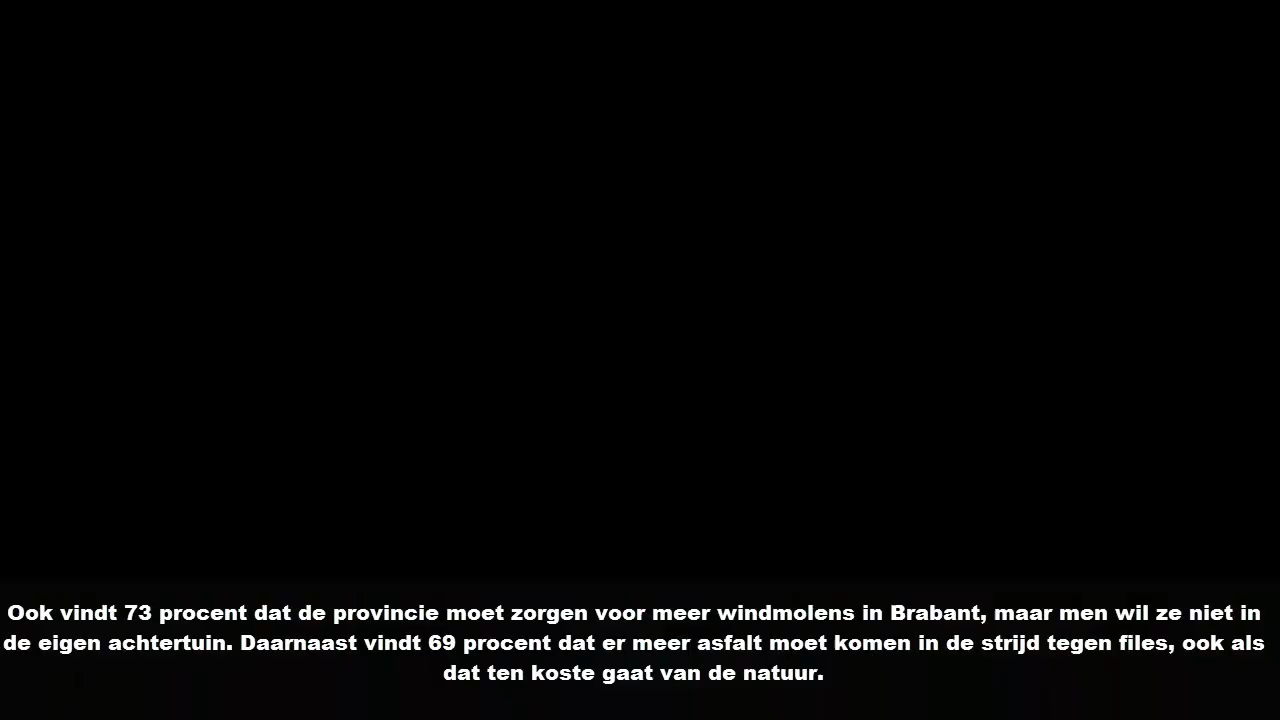 Ook vindt 73 procent dat de provincie moet zorgen voor meer windmolens in Brabant, maar men wil ze niet in
de eigen achtertuin. Daarnaast vindt 69 procent dat er meer asfalt moet komen in de strijd tegen files, ook als
dat ten koste gaat van de natuur.